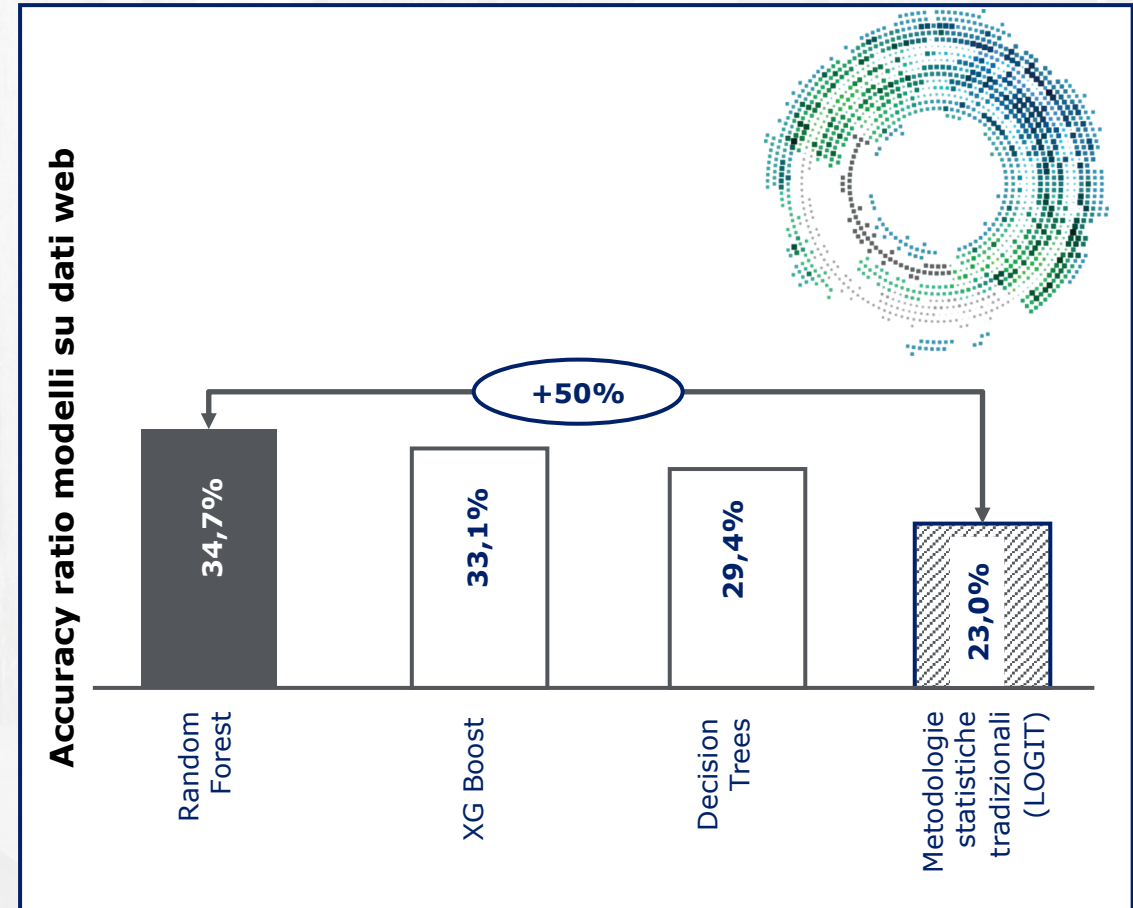 Accuracy ratio modelli su dati web
+50%
34,7%
33,1%
29,4%
23,0%
Random
Forest
XG Boost
Decision
Trees
Metodologie
statistiche
tradizionali
(LOGIT)